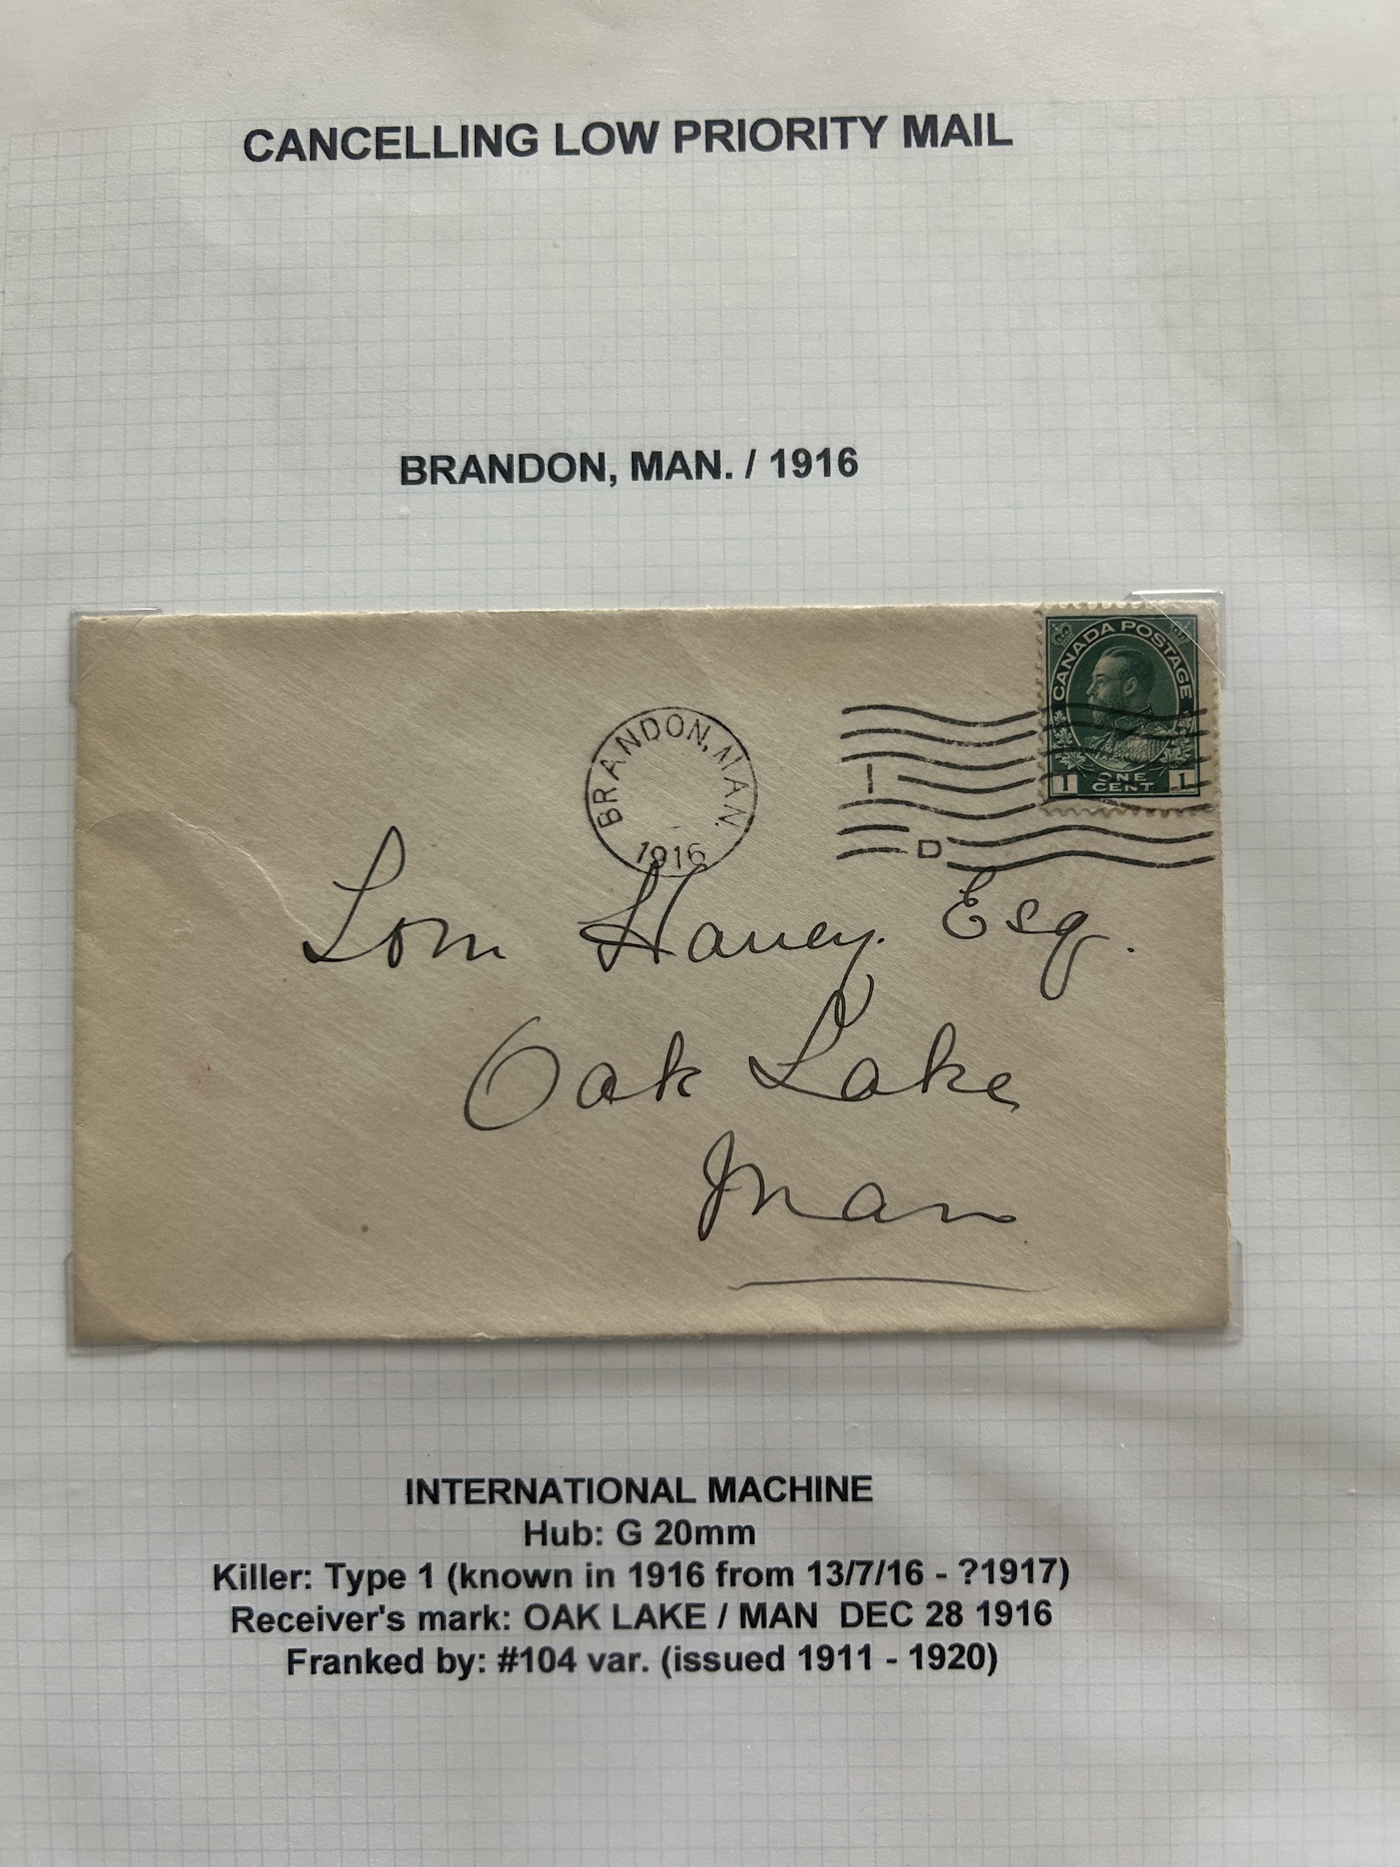 CANCELLING LOW PRIORITY MAIL
BRANDON, MAN. / 1916
CANADA POSTAGE
1 ONE CENT 1
BRANDON, MAN.
1916
I
D
Lorn Haney. Esq.
Oak Lake
Man
INTERNATIONAL MACHINE
Hub: G 20mm
Killer: Type 1 (known in 1916 from 13/7/16 - ?1917)
Receiver's mark: OAK LAKE / MAN DEC 28 1916
Franked by: #104 var. (issued 1911 - 1920)